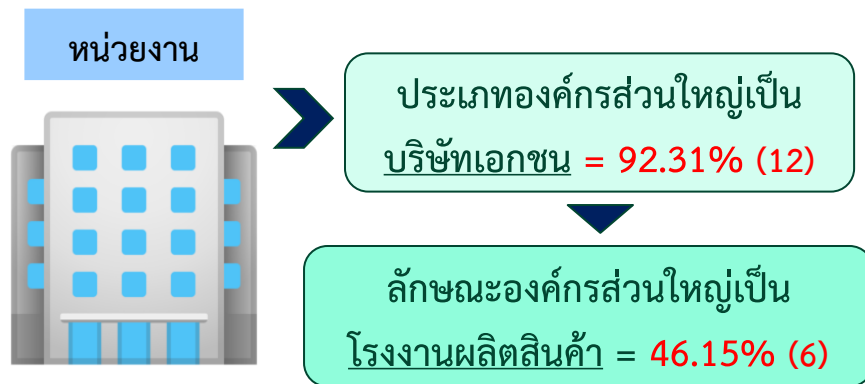 หน่วยงาน
ประเภทองค์กรส่วนใหญ่เป็น
บริษัทเอกชน = 92.31% (12)
ลักษณะองค์กรส่วนใหญ่เป็น
โรงงานผลิตสินค้า = 46.15% (6)